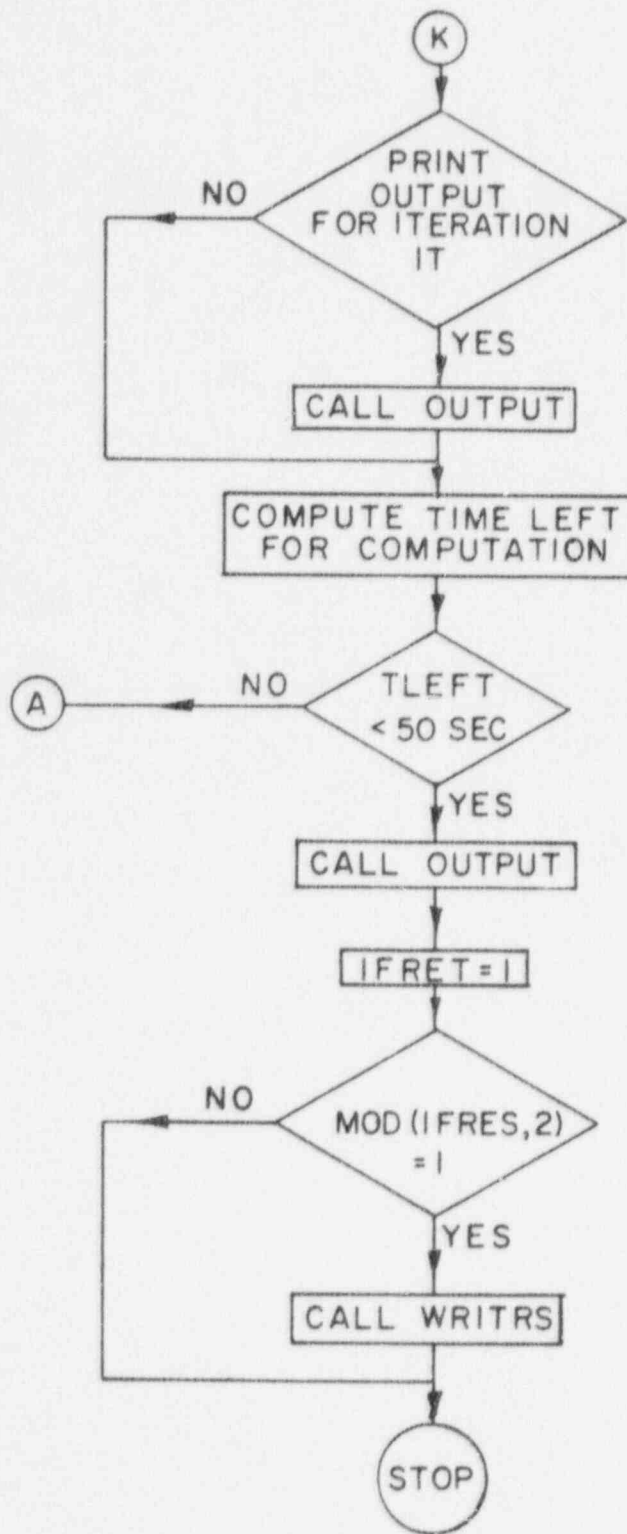 K
PRINT
OUTPUT
FOR ITERATION
IT
NO
YES
CALL OUTPUT
COMPUTE TIME LEFT
FOR COMPUTATION
A
NO
TLEFT
< 50 SEC
YES
CALL OUTPUT
IFRET = 1
NO
MOD (IFRES, 2)
= 1
YES
CALL WRITRS
STOP